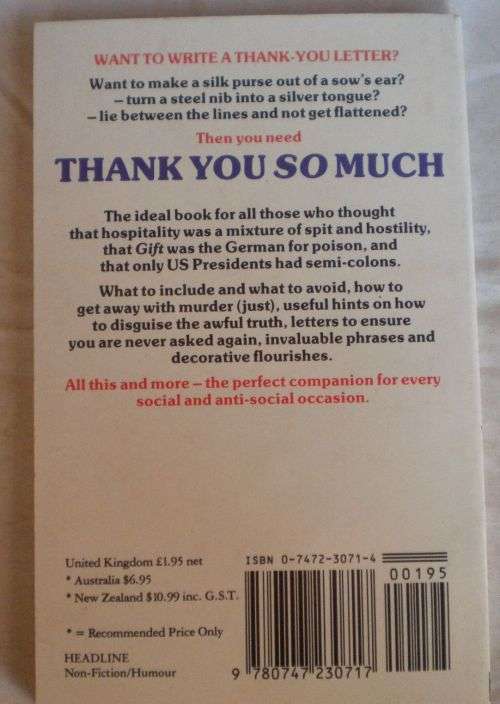 WANT TO WRITE A THANK-YOU LETTER?
Want to make a silk purse out of a sow's ear?
– turn a steel nib into a silver tongue?
– lie between the lines and not get flattened?
Then you need
THANK YOU SO MUCH
The ideal book for all those who thought
that hospitality was a mixture of spit and hostility,
that Gift was the German for poison, and
that only US Presidents had semi-colons.
What to include and what to avoid, how to
get away with murder (just), useful hints on how
to disguise the awful truth, letters to ensure
you are never asked again, invaluable phrases and
decorative flourishes.
All this and more – the perfect companion for every
social and anti-social occasion.
United Kingdom £1.95 net
* Australia $6.95
* New Zealand $10.99 inc. G.S.T.
* = Recommended Price Only
HEADLINE
Non-Fiction/Humour
ISBN 0-7472-3071-4
00195
9 780747 230717